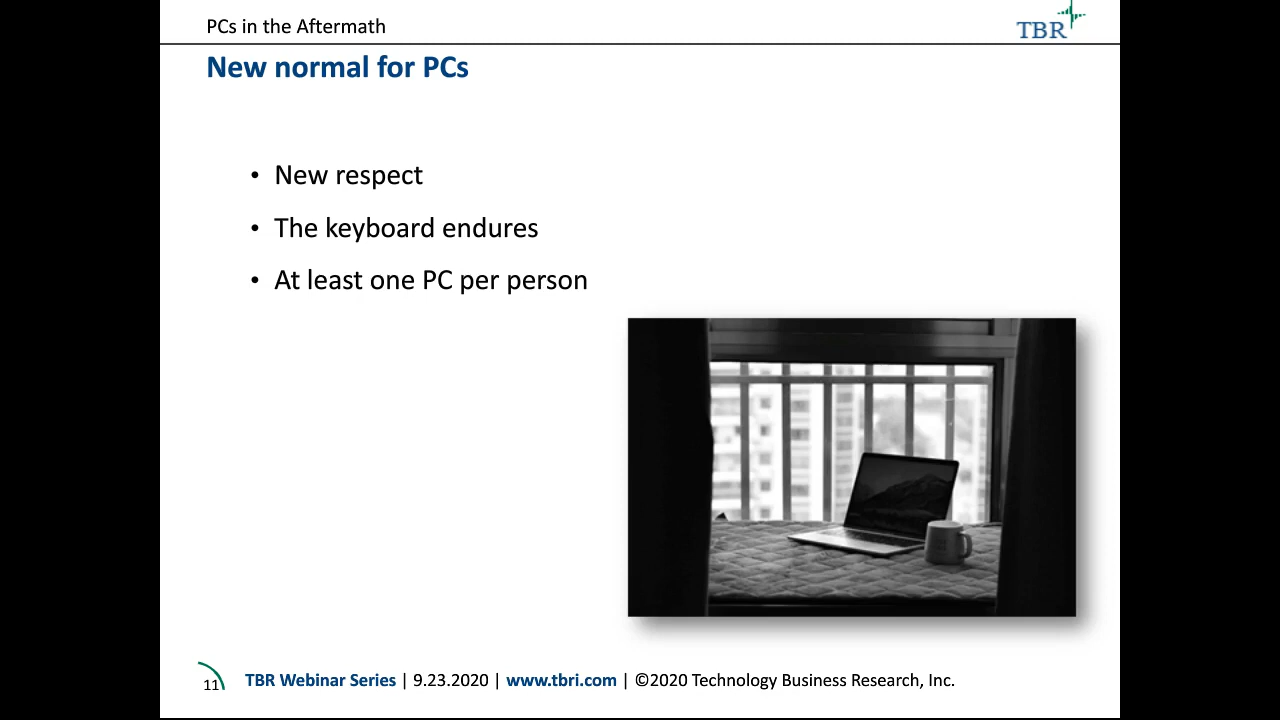 PCs in the Aftermath
TBR
New normal for PCs
• New respect
• The keyboard endures
• At least one PC per person
11
TBR Webinar Series | 9.23.2020 | www.tbri.com | ©2020 Technology Business Research, Inc.